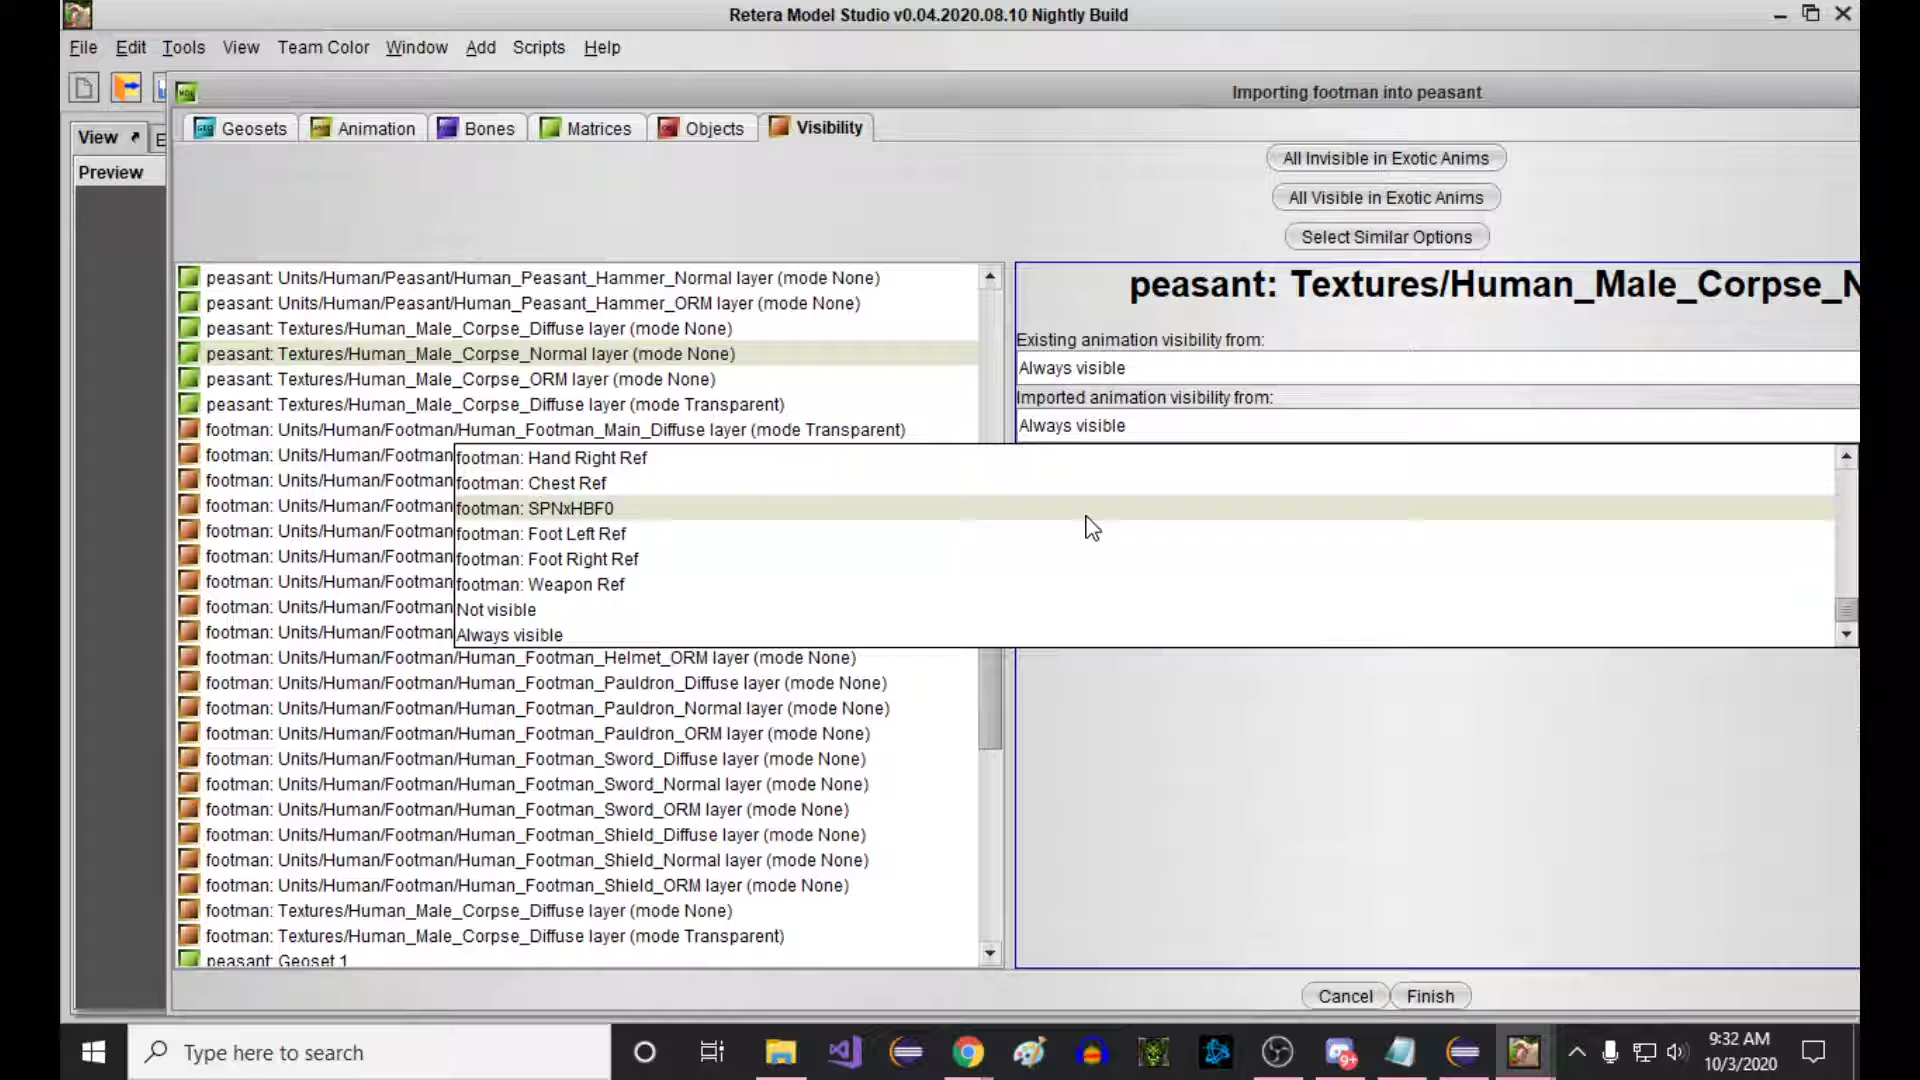 Retera Model Studio v0.04.2020.08.10 Nightly Build
File Edit Tools View Team Color Window Add Scripts Help
Importing footman into peasant
View
Preview
Geosets Animation Bones Matrices Objects Visibility
All Invisible in Exotic Anims
All Visible in Exotic Anims
Select Similar Options
peasant: Units/Human/Peasant/Human_Peasant_Hammer_Normal layer (mode None)
peasant: Units/Human/Peasant/Human_Peasant_Hammer_ORM layer (mode None)
peasant: Textures/Human_Male_Corpse_Diffuse layer (mode None)
peasant: Textures/Human_Male_Corpse_Normal layer (mode None)
peasant: Textures/Human_Male_Corpse_ORM layer (mode None)
peasant: Textures/Human_Male_Corpse_Diffuse layer (mode Transparent)
footman: Units/Human/Footman/Human_Footman_Main_Diffuse layer (mode Transparent)
footman: Units/Human/Footman
footman: Units/Human/Footman
footman: Units/Human/Footman
footman: Units/Human/Footman
footman: Units/Human/Footman
footman: Units/Human/Footman
footman: Units/Human/Footman
footman: Units/Human/Footman
footman: Units/Human/Footman/Human_Footman_Helmet_ORM layer (mode None)
footman: Units/Human/Footman/Human_Footman_Pauldron_Diffuse layer (mode None)
footman: Units/Human/Footman/Human_Footman_Pauldron_Normal layer (mode None)
footman: Units/Human/Footman/Human_Footman_Pauldron_ORM layer (mode None)
footman: Units/Human/Footman/Human_Footman_Sword_Diffuse layer (mode None)
footman: Units/Human/Footman/Human_Footman_Sword_Normal layer (mode None)
footman: Units/Human/Footman/Human_Footman_Sword_ORM layer (mode None)
footman: Units/Human/Footman/Human_Footman_Shield_Diffuse layer (mode None)
footman: Units/Human/Footman/Human_Footman_Shield_Normal layer (mode None)
footman: Units/Human/Footman/Human_Footman_Shield_ORM layer (mode None)
footman: Textures/Human_Male_Corpse_Diffuse layer (mode None)
footman: Textures/Human_Male_Corpse_Diffuse layer (mode Transparent)
peasant: Geoset 1
peasant: Textures/Human_Male_Corpse_N
Existing animation visibility from:
Always visible
Imported animation visibility from:
Always visible
footman: Hand Right Ref
footman: Chest Ref
footman: SPNxHBF0
footman: Foot Left Ref
footman: Foot Right Ref
footman: Weapon Ref
Not visible
Always visible
Cancel Finish
Type here to search
9+
9:32 AM
10/3/2020